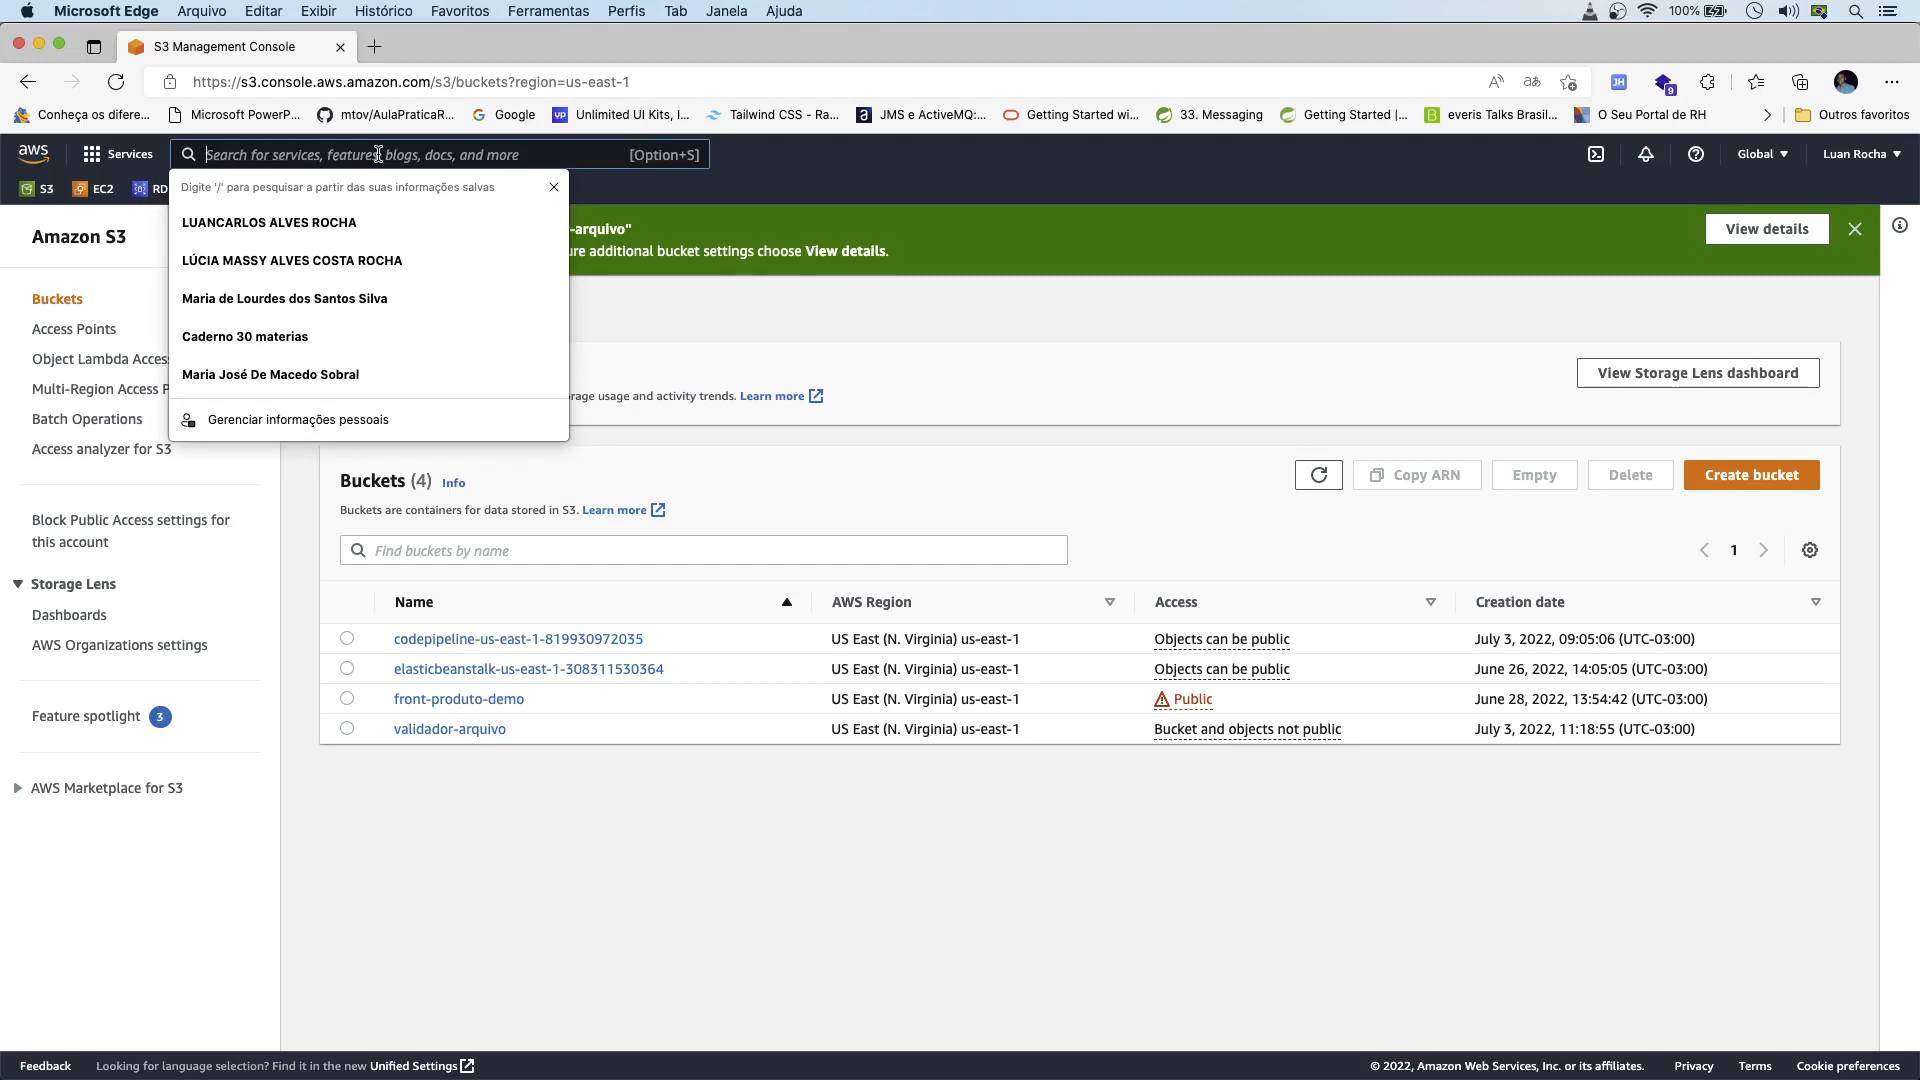 Microsoft Edge Arquivo Editar Exibir Histórico Favoritos Ferramentas Perfis Tab Janela Ajuda 100%
S3 Management Console
https://s3.console.aws.amazon.com/s3/buckets?region=us-east-1 A aあ JH 9
Conheça os difere... Microsoft PowerP... mtov/AulaPraticaR... Google Unlimited UI Kits, I... Tailwind CSS - Ra... JMS e ActiveMQ:... Getting Started wi... 33. Messaging Getting Started |... everis Talks Brasil... O Seu Portal de RH Outros favoritos
aws Services Search for services, features, blogs, docs, and more [Option+S] Global Luan Rocha
S3 EC2 RD
Digite '/' para pesquisar a partir das suas informações salvas
LUANCARLOS ALVES ROCHA
LÚCIA MASSY ALVES COSTA ROCHA
Maria de Lourdes dos Santos Silva
Caderno 30 materias
Maria José De Macedo Sobral
Gerenciar informações pessoais
-arquivo"
ure additional bucket settings choose View details.
View details
Amazon S3
Buckets
Access Points
Object Lambda Access
Multi-Region Access P
Batch Operations
Access analyzer for S3
Block Public Access settings for
this account
Storage Lens
Dashboards
AWS Organizations settings
Feature spotlight 3
AWS Marketplace for S3
View Storage Lens dashboard
rage usage and activity trends. Learn more
Buckets (4) Info
Copy ARN Empty Delete Create bucket
Buckets are containers for data stored in S3. Learn more
Find buckets by name
1
Name AWS Region Access Creation date
codepipeline-us-east-1-819930972035 US East (N. Virginia) us-east-1 Objects can be public July 3, 2022, 09:05:06 (UTC-03:00)
elasticbeanstalk-us-east-1-308311530364 US East (N. Virginia) us-east-1 Objects can be public June 26, 2022, 14:05:05 (UTC-03:00)
front-produto-demo US East (N. Virginia) us-east-1 Public June 28, 2022, 13:54:42 (UTC-03:00)
validador-arquivo US East (N. Virginia) us-east-1 Bucket and objects not public July 3, 2022, 11:18:55 (UTC-03:00)
Feedback Looking for language selection? Find it in the new Unified Settings © 2022, Amazon Web Services, Inc. or its affiliates. Privacy Terms Cookie preferences